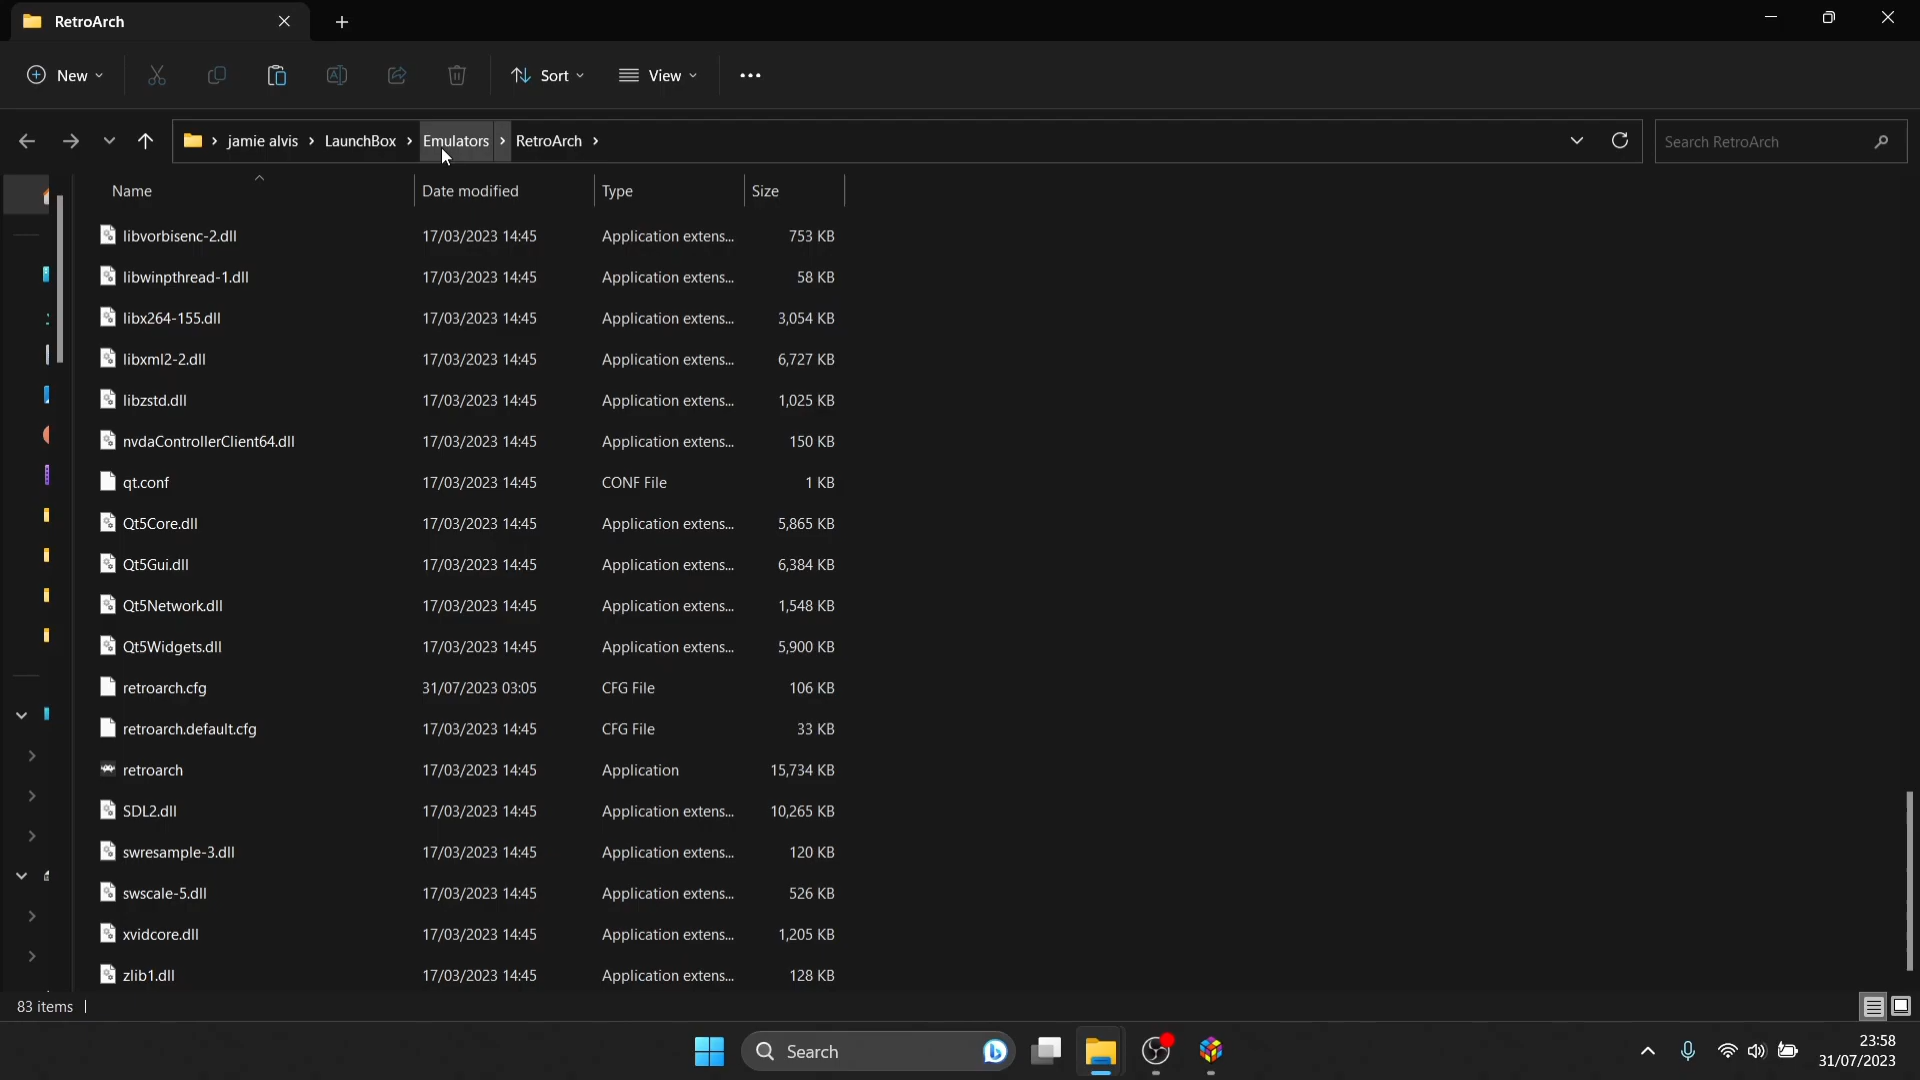 RetroArch
New
Sort
View
jamie alvis LaunchBox Emulators RetroArch
Search RetroArch
Name Date modified Type Size
libvorbisenc-2.dll 17/03/2023 14:45 Application extens... 753 KB
libwinpthread-1.dll 17/03/2023 14:45 Application extens... 58 KB
libx264-155.dll 17/03/2023 14:45 Application extens... 3,054 KB
libxml2-2.dll 17/03/2023 14:45 Application extens... 6,727 KB
libzstd.dll 17/03/2023 14:45 Application extens... 1,025 KB
nvdaControllerClient64.dll 17/03/2023 14:45 Application extens... 150 KB
qt.conf 17/03/2023 14:45 CONF File 1 KB
Qt5Core.dll 17/03/2023 14:45 Application extens... 5,865 KB
Qt5Gui.dll 17/03/2023 14:45 Application extens... 6,384 KB
Qt5Network.dll 17/03/2023 14:45 Application extens... 1,548 KB
Qt5Widgets.dll 17/03/2023 14:45 Application extens... 5,900 KB
retroarch.cfg 31/07/2023 03:05 CFG File 106 KB
retroarch.default.cfg 17/03/2023 14:45 CFG File 33 KB
retroarch 17/03/2023 14:45 Application 15,734 KB
SDL2.dll 17/03/2023 14:45 Application extens... 10,265 KB
swresample-3.dll 17/03/2023 14:45 Application extens... 120 KB
swscale-5.dll 17/03/2023 14:45 Application extens... 526 KB
xvidcore.dll 17/03/2023 14:45 Application extens... 1,205 KB
zlib1.dll 17/03/2023 14:45 Application extens... 128 KB
83 items
Search
23:58
31/07/2023